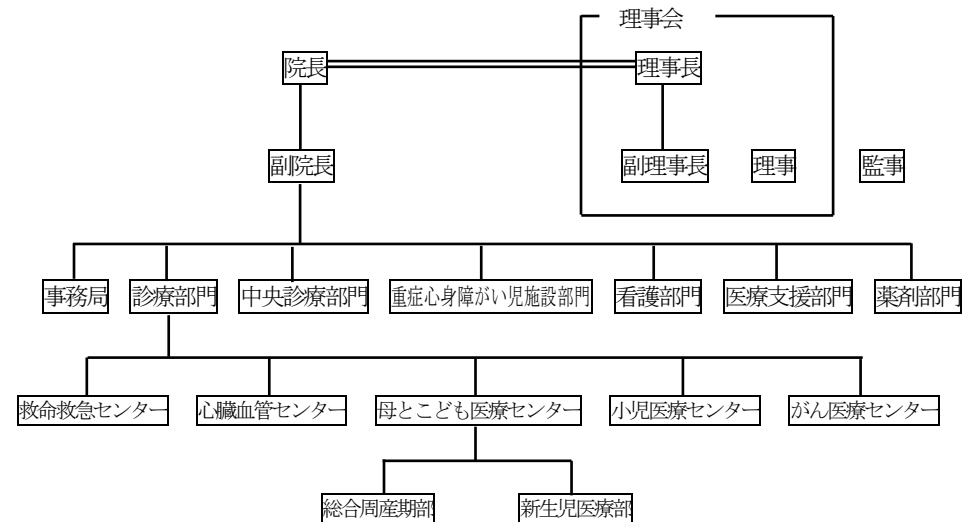 理事会
院長
理事長
副院長
副理事長
理事
監事
事務局
診療部門
中央診療部門
重症心身障がい児施設部門
看護部門
医療支援部門
薬剤部門
救命救急センター
心臓血管センター
母とこども医療センター
小児医療センター
がん医療センター
総合周産期部
新生児医療部